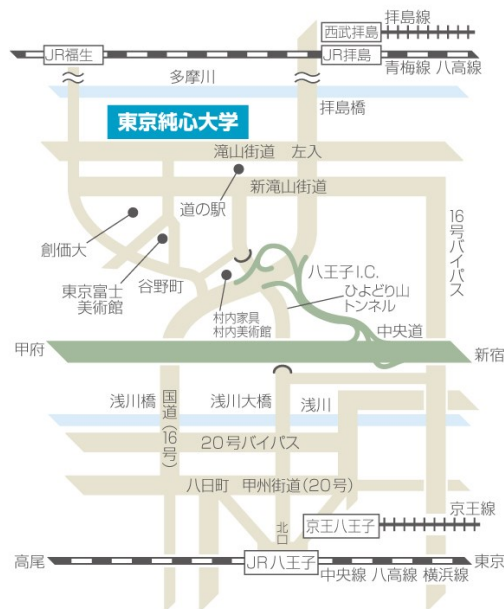 拝島線
西武拝島
JR福生
JR拝島
青梅線 八高線
多摩川
拝島橋
東京純心大学
滝山街道 左入
新滝山街道
道の駅
16号バイパス
創価大
東京富士
美術館
谷野町
八王子I.C.
村内家具
村内美術館
ひよどり山
トンネル
中央道
甲府
新宿
浅川橋
国道(16号)
浅川大橋
浅川
20号バイパス
八日町 甲州街道(20号)
北口
京王八王子
京王線
高尾
JR八王子
東京
中央線 八高線 横浜線